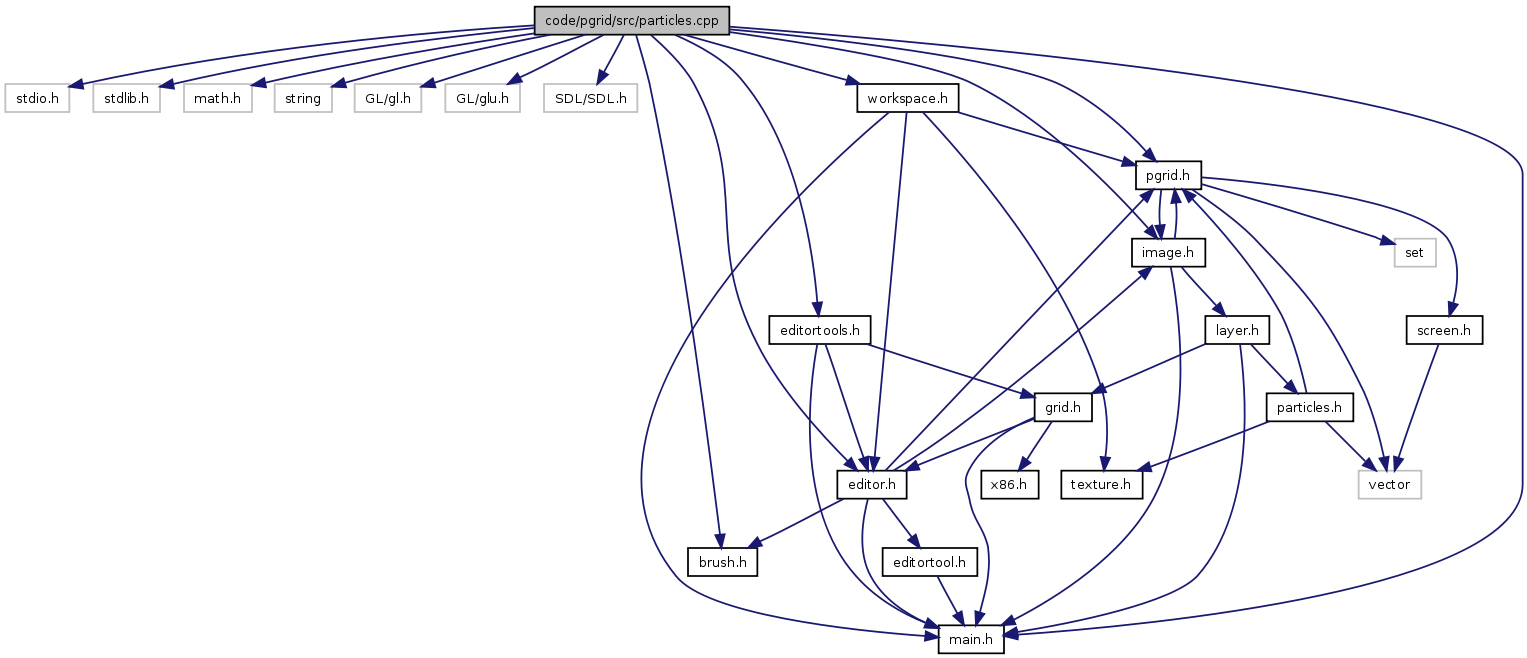 code/pgrid/src/particles.cpp
stdio.h
stdlib.h
math.h
string
GL/gl.h
GL/glu.h
SDL/SDL.h
workspace.h
pgrid.h
image.h
set
editortools.h
layer.h
screen.h
grid.h
particles.h
editor.h
x86.h
texture.h
vector
brush.h
editortool.h
main.h